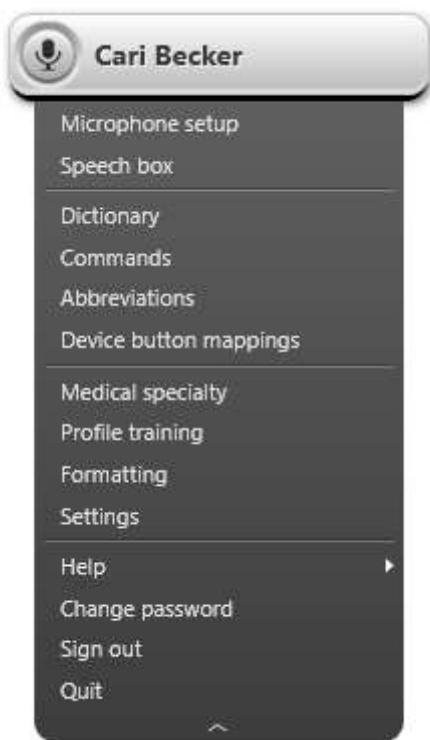 Cari Becker
Microphone setup
Speech box
Dictionary
Commands
Abbreviations
Device button mappings
Medical specialty
Profile training
Formatting
Settings
Help
Change password
Sign out
Quit